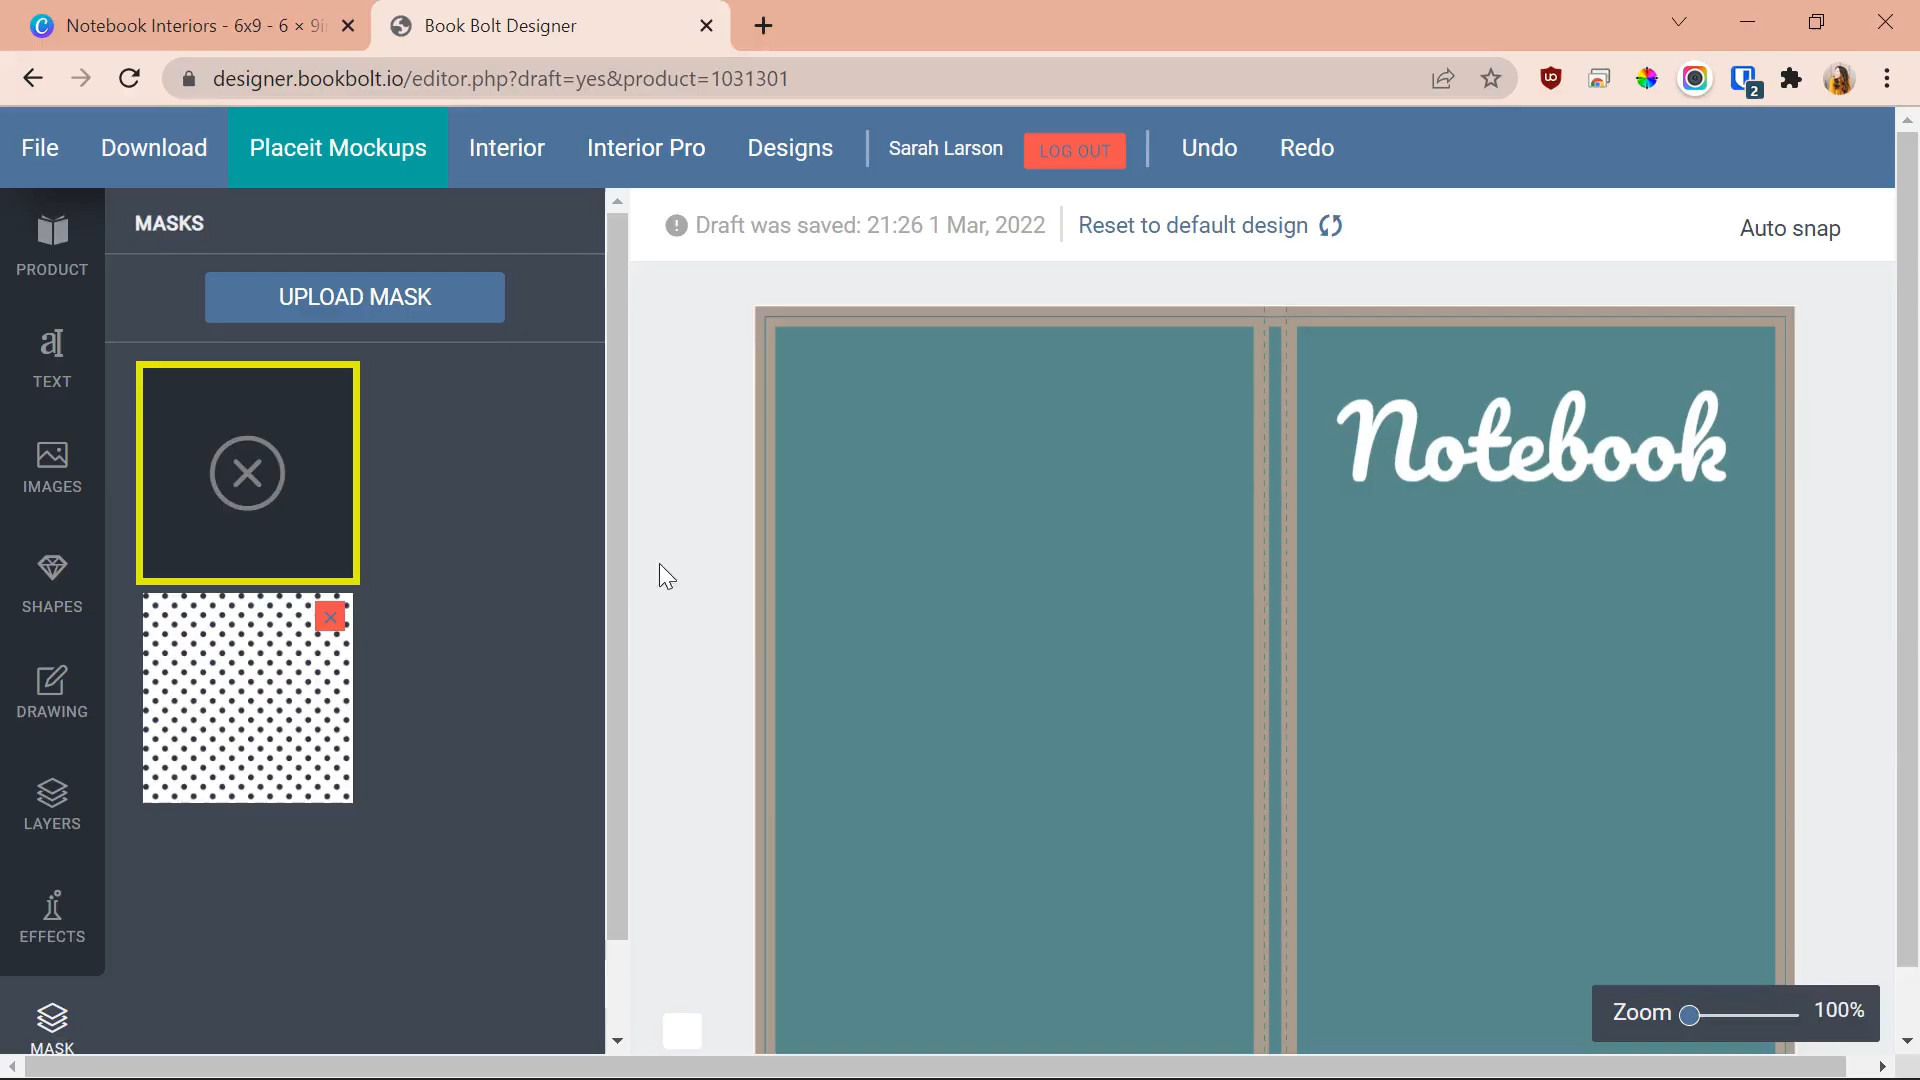 Notebook Interiors - 6x9 - 6 × 9i
Book Bolt Designer
designer.bookbolt.io/editor.php?draft=yes&product=1031301
2
File
Download
Placeit Mockups
Interior
Interior Pro
Designs
Sarah Larson
LOG OUT
Undo
Redo
PRODUCT
TEXT
IMAGES
SHAPES
DRAWING
LAYERS
EFFECTS
MASK
MASKS
UPLOAD MASK
Draft was saved: 21:26 1 Mar, 2022
Reset to default design
Auto snap
Notebook
Zoom
100%